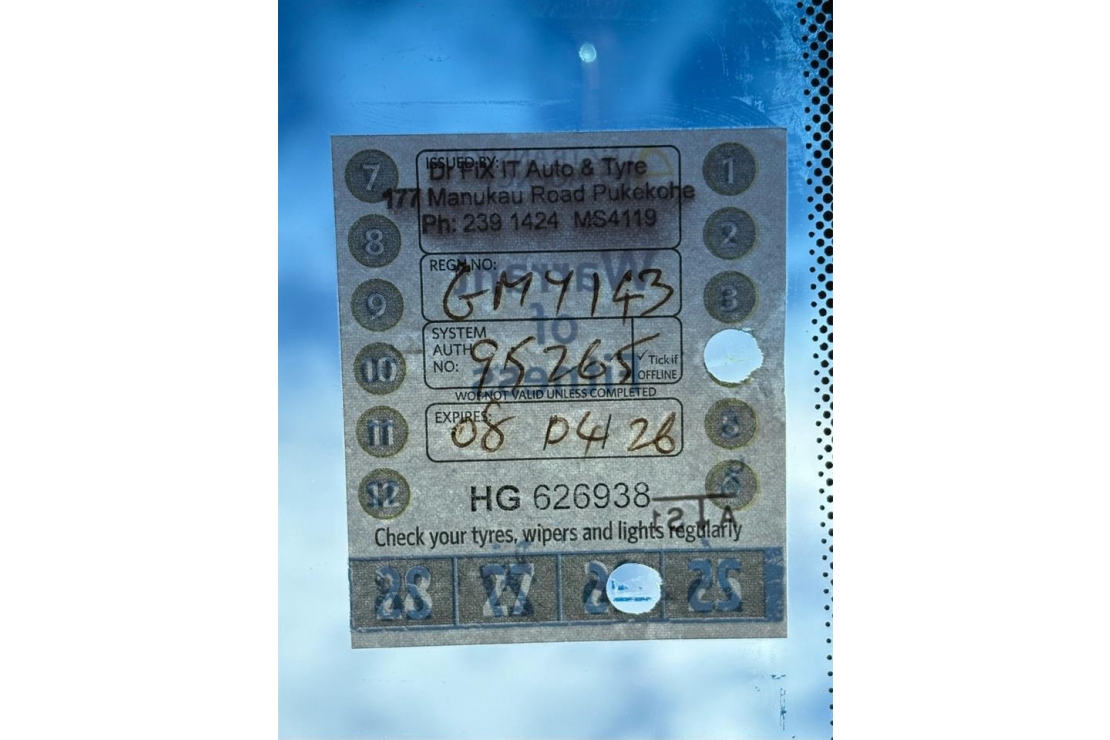 ISSUED BY:
Dr FIX IT Auto & Tyre
177 Manukau Road Pukekohe
Ph: 239 1424 MS4119
REGN NO:
GMY143
SYSTEM
AUTH
NO:
95265
✓ Tick if
OFFLINE
WOF NOT VALID UNLESS COMPLETED
EXPIRES:
08 04 26
HG 626938
Check your tyres, wipers and lights regularly
Warrant
of
Fitness
7
8
9
10
11
12
1
2
3
5
6
28
27
25